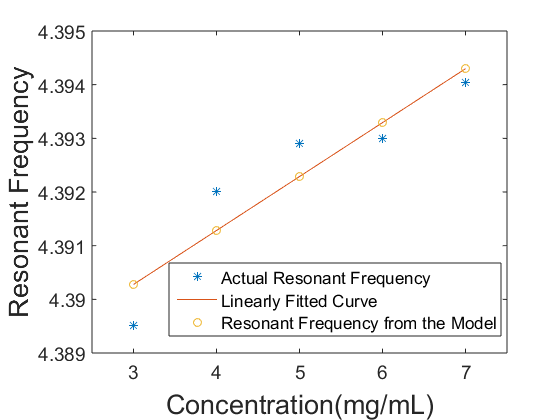 4.395
4.394
4.393
4.392
4.391
4.39
4.389
Resonant Frequency
Actual Resonant Frequency
Linearly Fitted Curve
Resonant Frequency from the Model
3 4 5 6 7
Concentration(mg/mL)